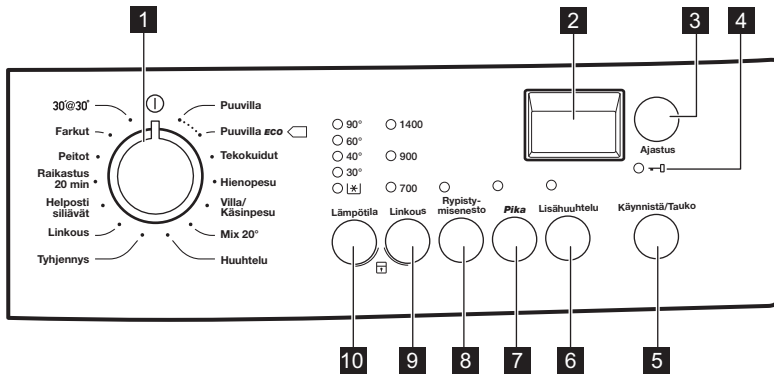 1
2
3
4
30'@30°
Farkut
Peitot
Raikastus
20 min
Helposti
siliävät
Linkous
Tyhjennys
Puuvilla
Puuvilla ECO
Tekokuidut
Hienopesu
Villa/
Käsinpesu
Mix 20°
Huuhtelu
90°
60°
40°
30°
1400
900
700
Ajastus
Lämpötila
Linkous
Rypisty-
misenesto
Pika
Lisähuuhtelu
Käynnistä/Tauko
10
9
8
7
6
5